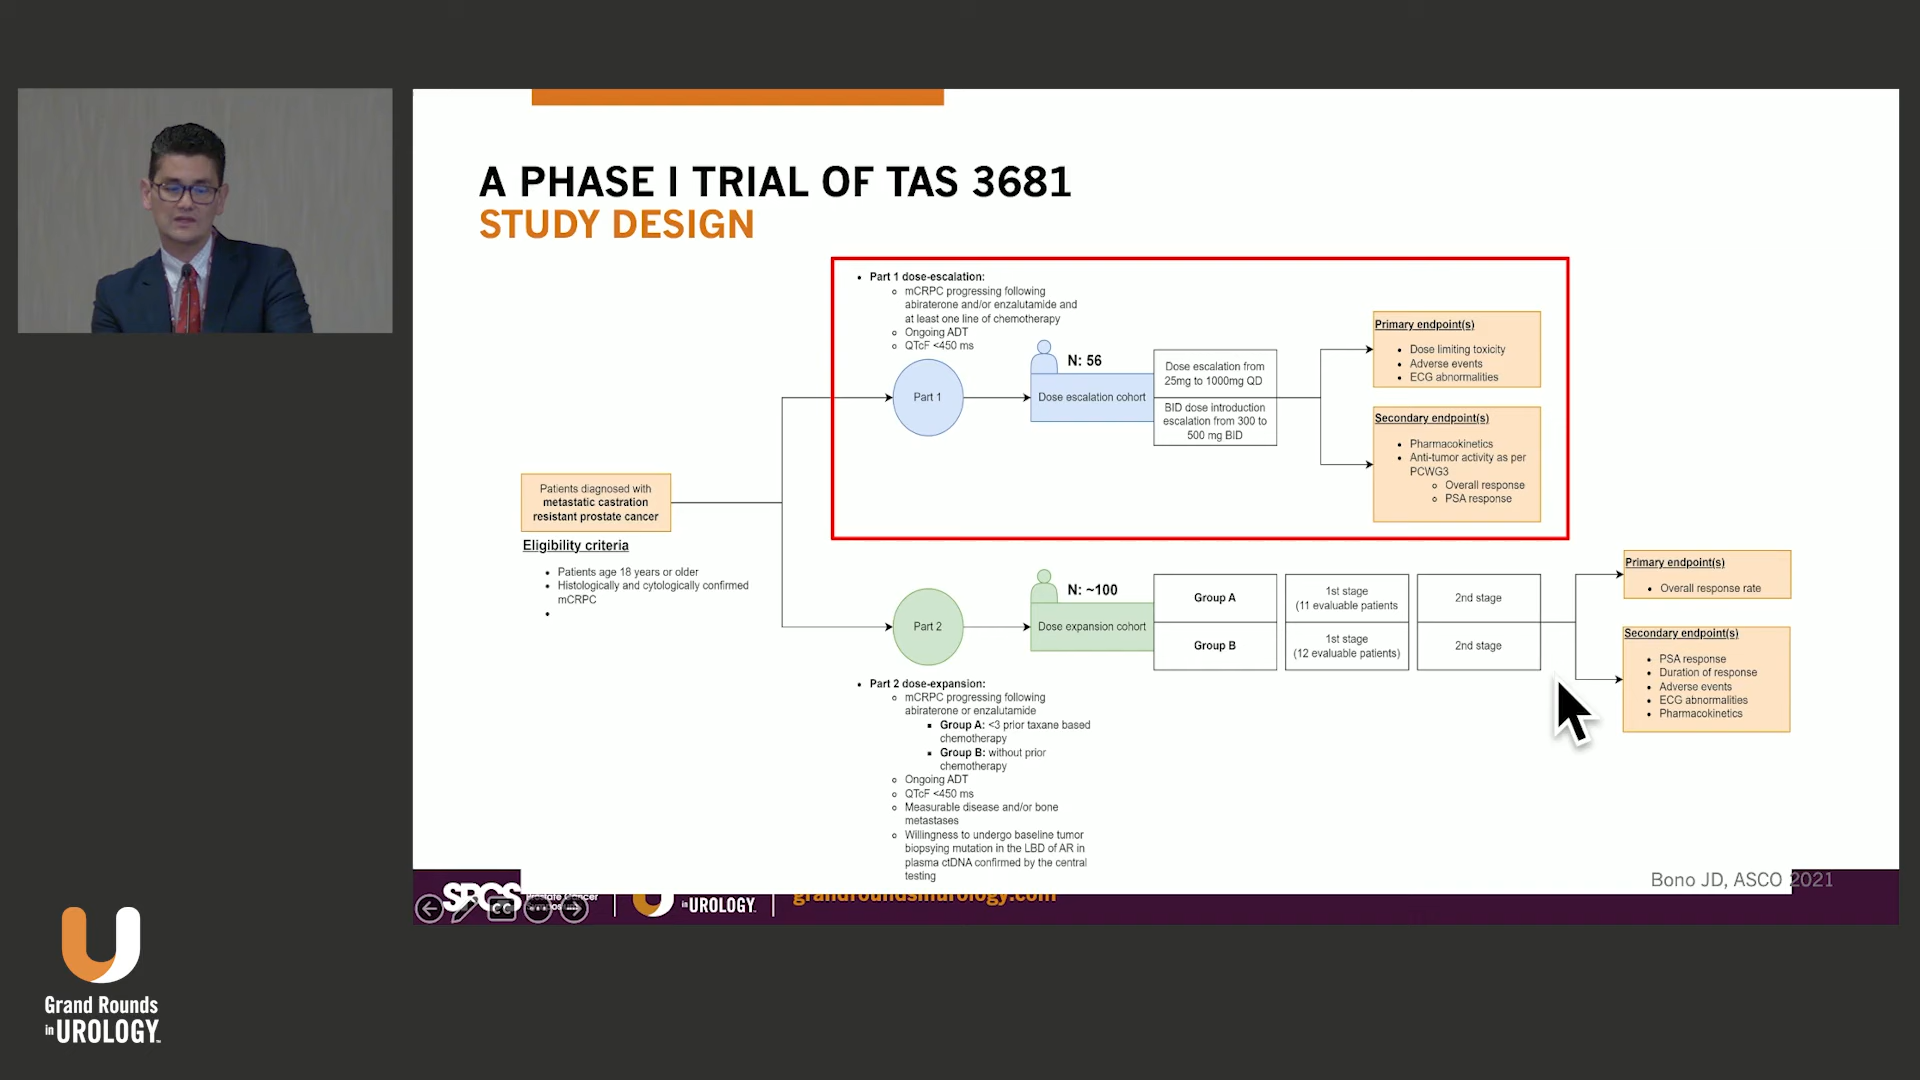 A PHASE I TRIAL OF TAS 3681
STUDY DESIGN
• Part 1 dose-escalation:
mCRPC progressing following
abiraterone and/or enzalutamide and
at least one line of chemotherapy
Ongoing ADT
QTcF <450 ms
Part 1
N: 56
Dose escalation cohort
Dose escalation from
25mg to 1000mg QD
BID dose introduction
escalation from 300 to
500 mg BID
Primary endpoint(s)
• Dose limiting toxicity
• Adverse events
• ECG abnormalities
Secondary endpoint(s)
• Pharmacokinetics
• Anti-tumor activity as per
PCWG3
Overall response
PSA response
Patients diagnosed with
metastatic castration
resistant prostate cancer
Eligibility criteria
• Patients age 18 years or older
• Histologically and cytologically confirmed
mCRPC
•
Part 2
N: ~100
Dose expansion cohort
Group A
1st stage
(11 evaluable patients
2nd stage
Group B
1st stage
(12 evaluable patients)
2nd stage
Primary endpoint(s)
• Overall response rate
Secondary endpoint(s)
• PSA response
• Duration of response
• Adverse events
• ECG abnormalities
• Pharmacokinetics
• Part 2 dose-expansion:
mCRPC progressing following
abiraterone or enzalutamide
Group A: <3 prior taxane based
chemotherapy
Group B: without prior
chemotherapy
Ongoing ADT
QTcF <450 ms
Measurable disease and/or bone
metastases
Willingness to undergo baseline tumor
biopsying mutation in the LBD of AR in
plasma ctDNA confirmed by the central
testing
Bono JD, ASCO 2021
SPCS
Prostate Cancer
CC
in UROLOGY
grandroundsinurology.com
Grand Rounds
in UROLOGY™